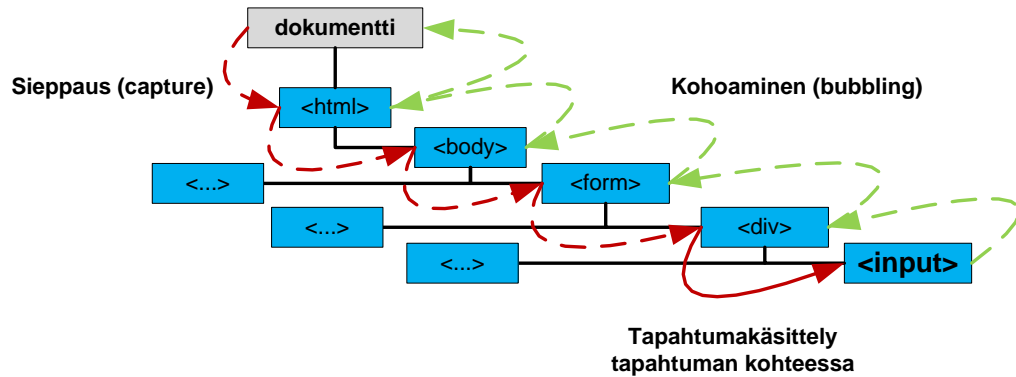 dokumentti
Sieppaus (capture)
Kohoaminen (bubbling)
<html>
<body>
<...>
<form>
<...>
<div>
<...>
<input>
Tapahtumakäsittely
tapahtuman kohteessa